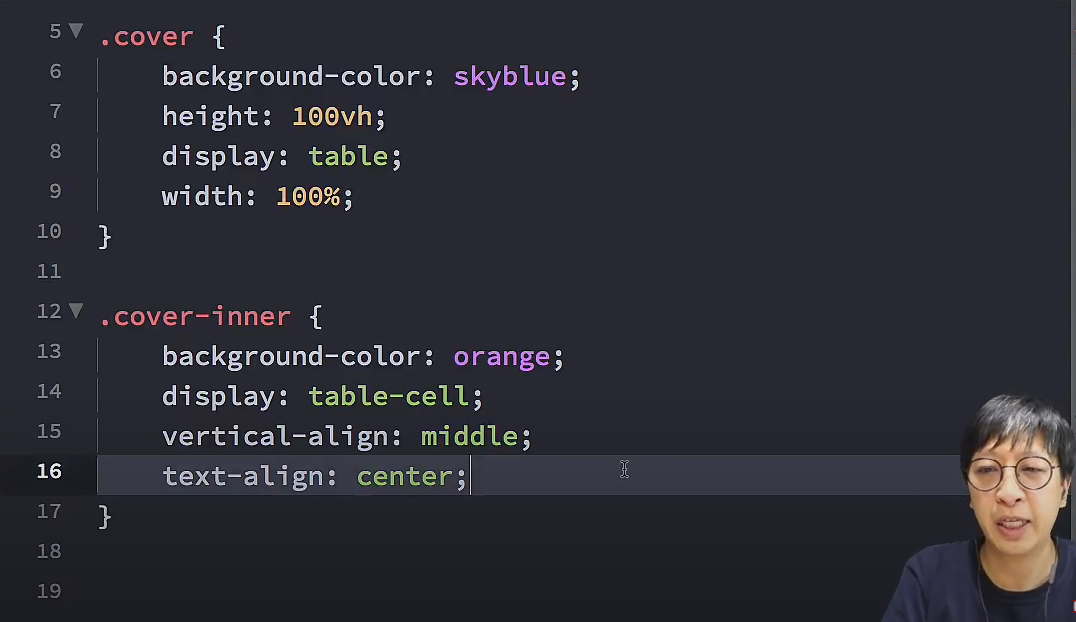 5 .cover {
6 background-color: skyblue;
7 height: 100vh;
8 display: table;
9 width: 100%;
10 }
11
12 .cover-inner {
13 background-color: orange;
14 display: table-cell;
15 vertical-align: middle;
16 text-align: center;
17 }
18
19